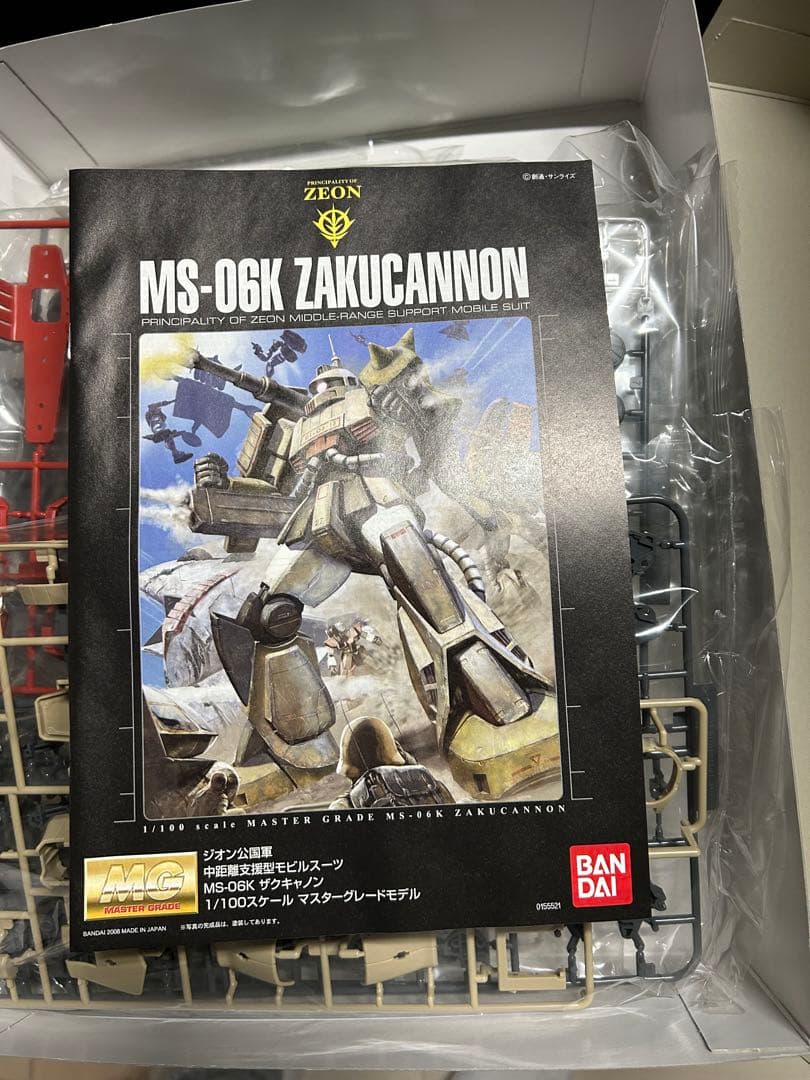 PRINCIPALITY OF
ZEON
©創通・サンライズ
MS-06K ZAKUCANNON
PRINCIPALITY OF ZEON MIDDLE-RANGE SUPPORT MOBILE SUIT
1/100 scale MASTER GRADE MS-06K ZAKUCANNON
MG
MASTER GRADE
ジオン公国軍
中距離支援型モビルスーツ
MS-06K ザクキャノン
1/100スケール マスターグレードモデル
BAN
DAI
BANDAI 2008 MADE IN JAPAN
※写真の完成品は、塗装してあります。
0155521